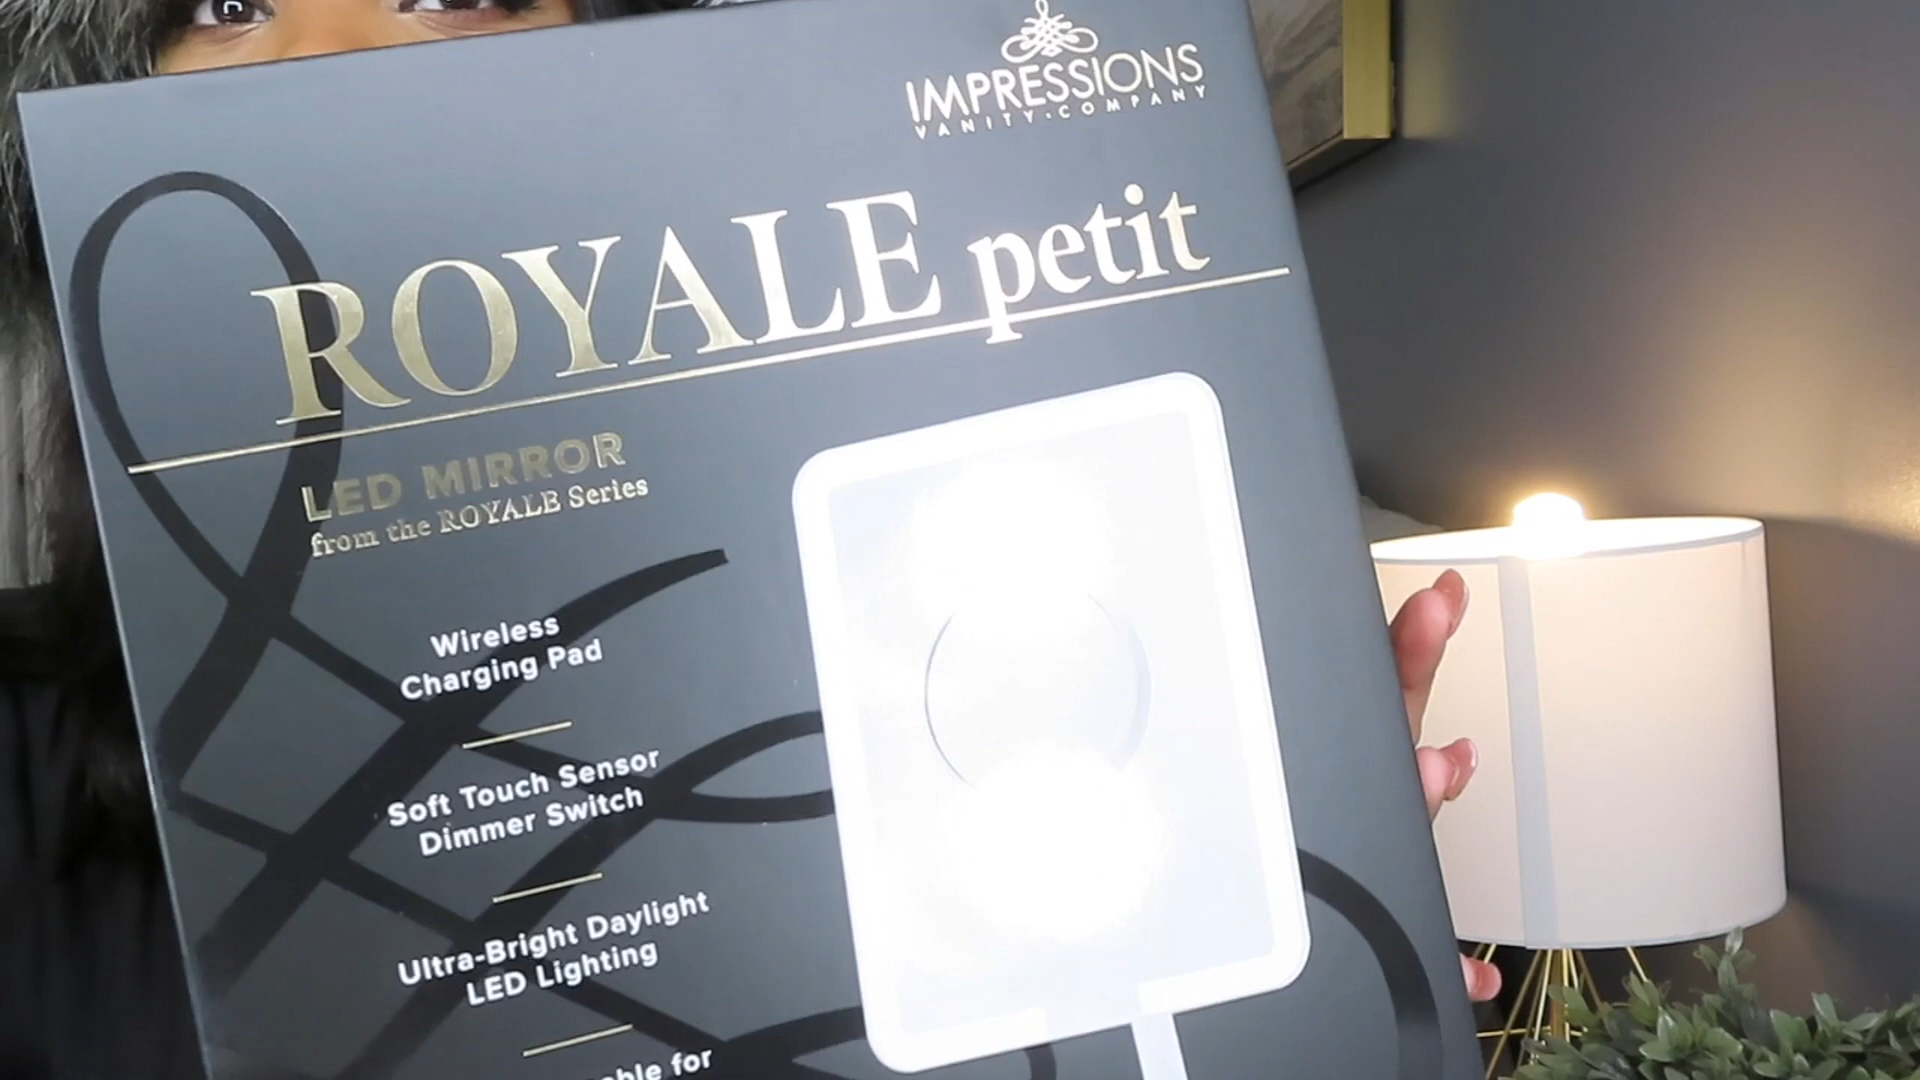 IMPRESSIONS
VANITY·COMPANY
ROYALE petit
LED MIRROR
from the ROYALE Series
Wireless
Charging Pad
Soft Touch Sensor
Dimmer Switch
Ultra-Bright Daylight
LED Lighting
for